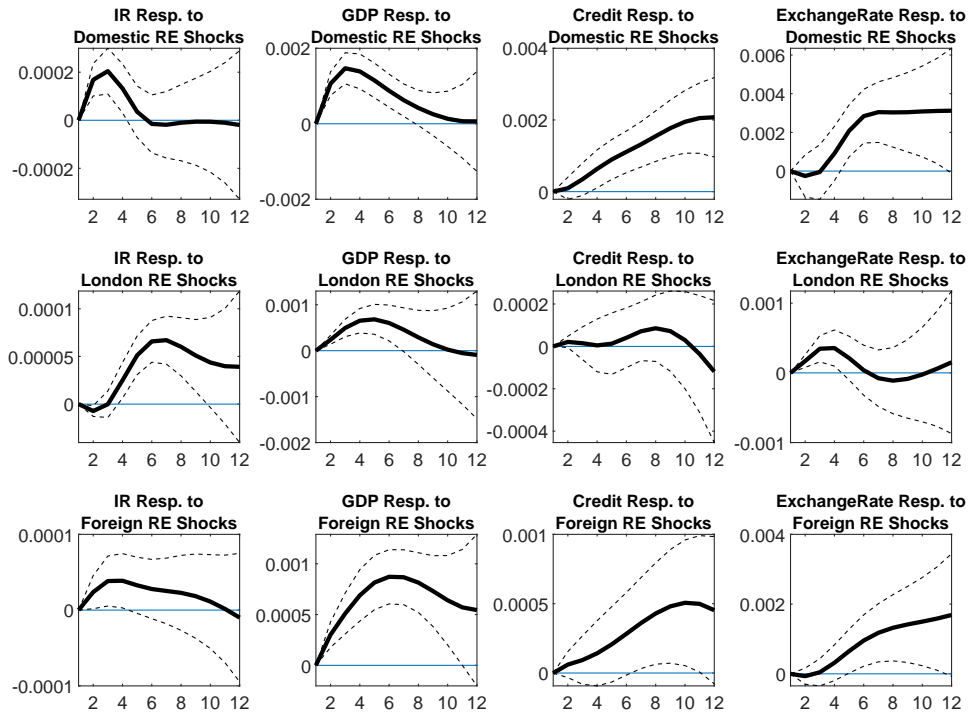 IR Resp. to
Domestic RE Shocks
0.0002
0
-0.0002
2 4 6 8 10 12
GDP Resp. to
Domestic RE Shocks
0.002
0
-0.002
2 4 6 8 10 12
Credit Resp. to
Domestic RE Shocks
0.004
0.002
0
2 4 6 8 10 12
ExchangeRate Resp. to
Domestic RE Shocks
0.006
0.004
0.002
0
2 4 6 8 10 12
IR Resp. to
London RE Shocks
0.0001
0.00005
0
2 4 6 8 10 12
GDP Resp. to
London RE Shocks
0.001
0
-0.001
-0.002
2 4 6 8 10 12
Credit Resp. to
London RE Shocks
0.0002
0
-0.0002
-0.0004
2 4 6 8 10 12
ExchangeRate Resp. to
London RE Shocks
0.001
0
-0.001
2 4 6 8 10 12
IR Resp. to
Foreign RE Shocks
0.0001
0
-0.0001
2 4 6 8 10 12
GDP Resp. to
Foreign RE Shocks
0.001
0.0005
0
2 4 6 8 10 12
Credit Resp. to
Foreign RE Shocks
0.001
0.0005
0
2 4 6 8 10 12
ExchangeRate Resp. to
Foreign RE Shocks
0.004
0.002
0
2 4 6 8 10 12